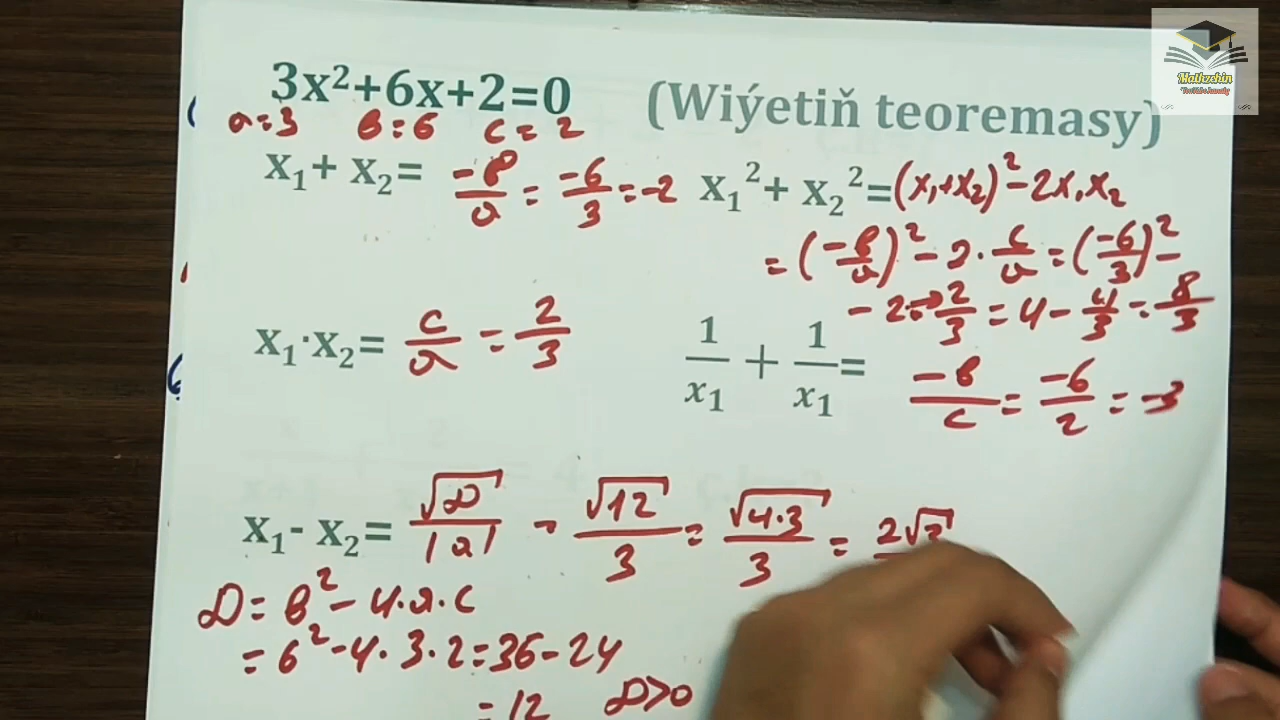 3x²+6x+2=0 (Wiýetiň teoremasy)
a=3 b=6 c=2
x₁+ x₂= -b/a = -6/3 = -2
x₁²+ x₂²=(x₁+x₂)²-2x₁x₂
= (-b/a)² - 2·c/a = (-6/3)² -
- 2· 2/3 = 4 - 4/3 = 8/3
x₁·x₂= c/a = 2/3
1/x₁ + 1/x₁ = -b/c = -6/2 = -3
x₁- x₂= √D/|a| = √12/3 = √4·3/3 = 2√3
D = b² - 4·a·c
= 6² - 4·3·2 = 36 - 24
= 12 D>0
Mathzehin